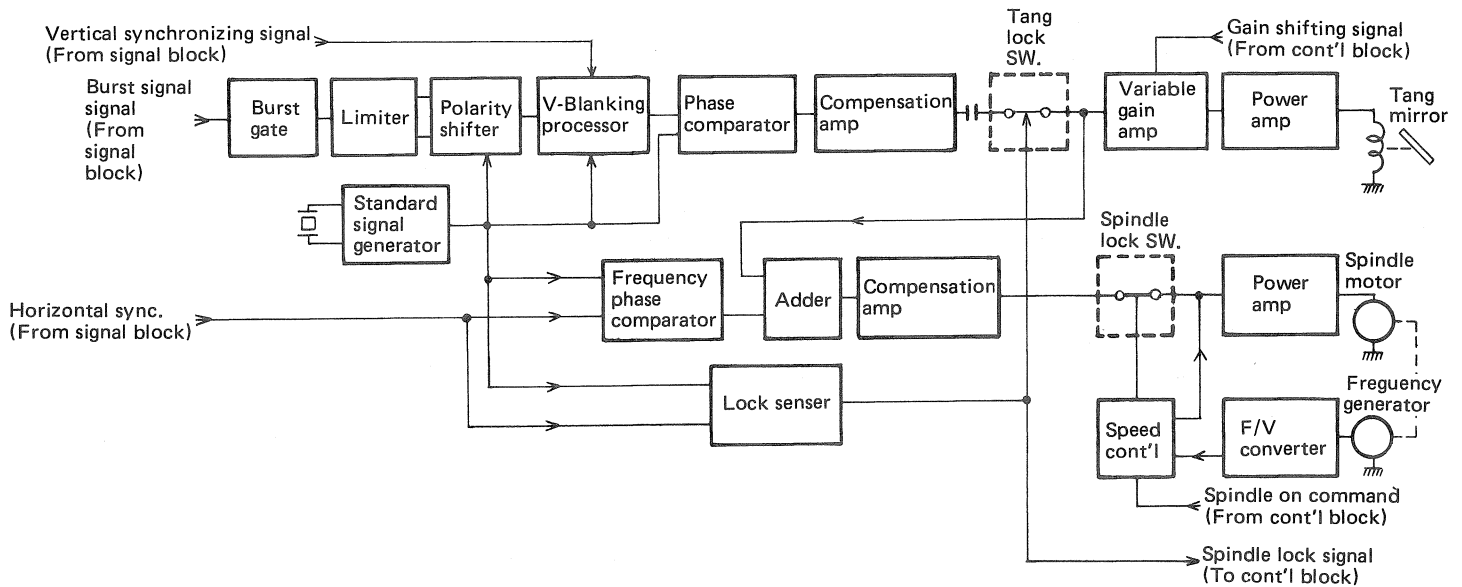 Vertical synchronizing signal
(From signal block)
Tang
lock
SW.
Gain shifting signal
(From cont'l block)
Burst signal
signal
(From
signal
block)
Burst
gate
Limiter
Polarity
shifter
V-Blanking
processor
Phase
comparator
Compensation
amp
Variable
gain
amp
Power
amp
Tang
mirror
Standard
signal
generator
Spindle
lock SW.
Horizontal sync.
(From signal block)
Frequency
phase
comparator
Adder
Compensation
amp
Power
amp
Spindle
motor
Lock senser
Speed
cont'l
F/V
converter
Freguency
generator
Spindle on command
(From cont'l block)
Spindle lock signal
(To cont'l block)